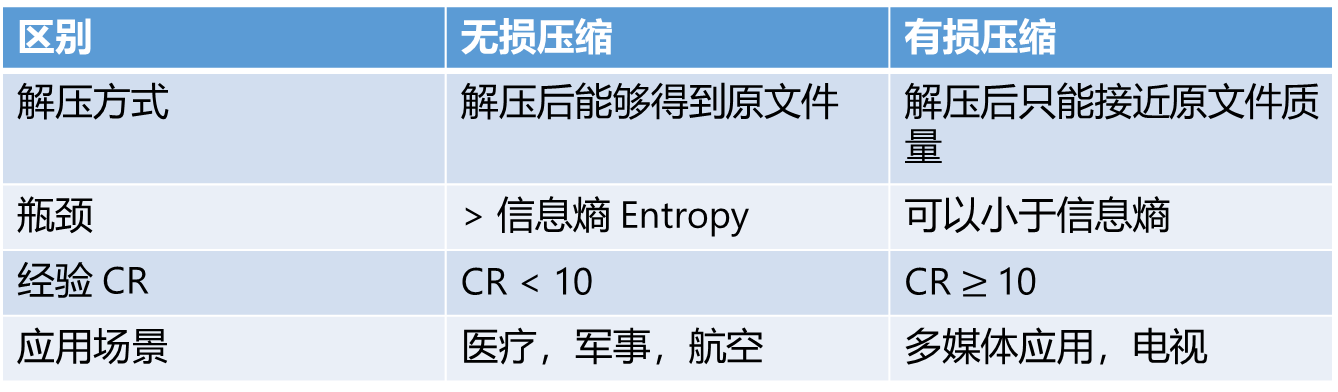 区别 无损压缩 有损压缩
解压方式 解压后能够得到原文件 解压后只能接近原文件质
量
瓶颈 > 信息熵 Entropy 可以小于信息熵
经验 CR CR < 10 CR ≥ 10
应用场景 医疗，军事，航空 多媒体应用，电视